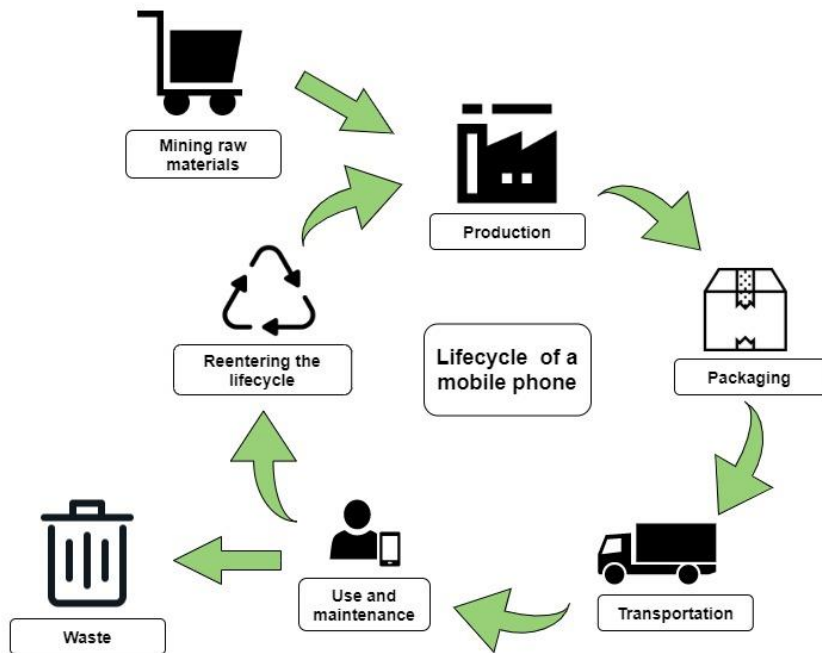 Mining raw
materials
Production
Reentering the
lifecycle
Lifecycle of a
mobile phone
Packaging
Use and
maintenance
Transportation
Waste